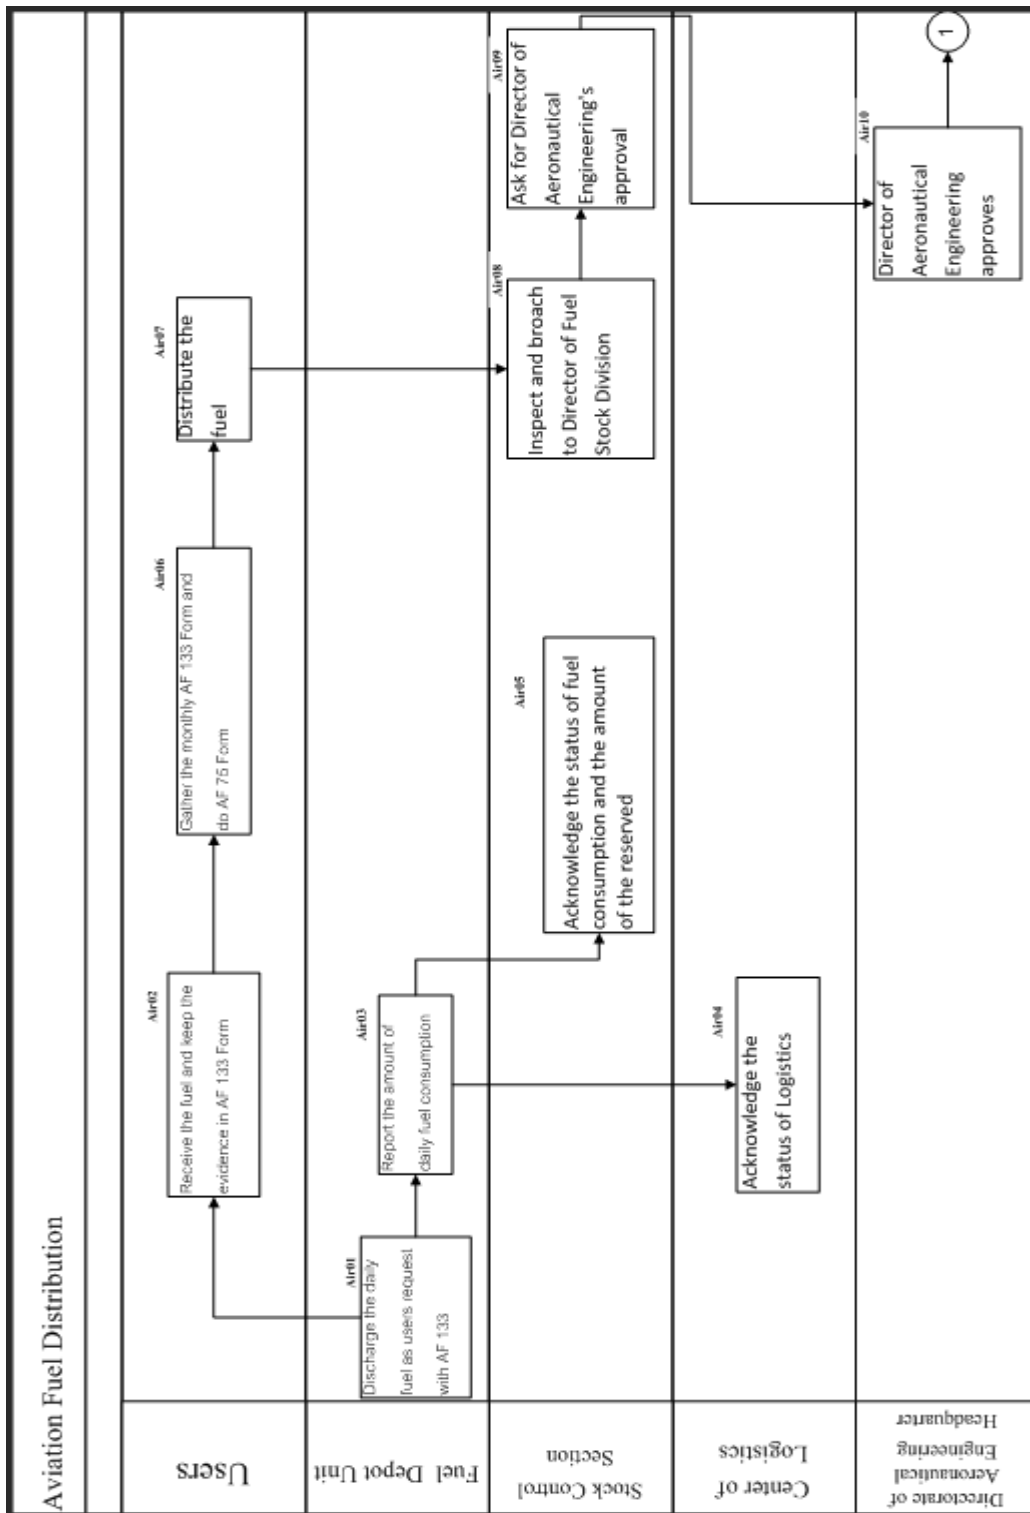 Aviation Fuel Distribution
Users
Air02
Receive the fuel and keep the
evidence in AF 133 Form
Air06
Gather the monthly AF 133 Form and
do AF 75 Form
Air07
Distribute the
fuel
Fuel Depot Unit
Air01
Discharge the daily
fuel as users request
with AF 133
Air03
Report the amount of
daily fuel consumption
Stock Control
Section
Air05
Acknowledge the status of fuel
consumption and the amount
of the reserved
Air08
Inspect and broach
to Director of Fuel
Stock Division
Air09
Ask for Director of
Aeronautical
Engineering's
approval
Center of
Logistics
Air04
Acknowledge the
status of Logistics
Directorate of
Aeronautical
Engineering
Headquarter
Air10
Director of
Aeronautical
Engineering
approves
1